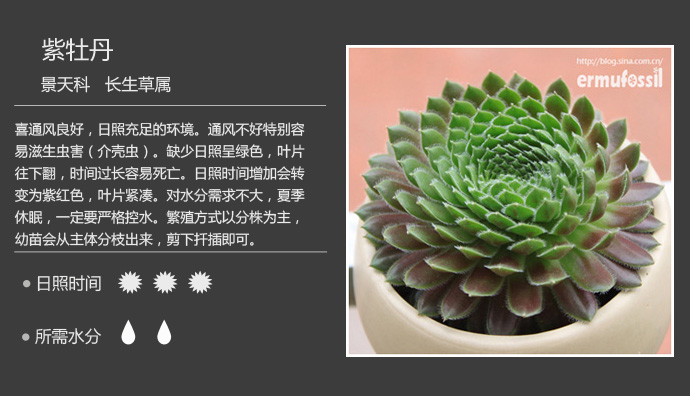 紫牡丹
景天科 长生草属
喜通风良好，日照充足的环境。通风不好特别容
易滋生虫害（介壳虫）。缺少日照呈绿色，叶片
往下翻，时间过长容易死亡。日照时间增加会转
变为紫红色，叶片紧凑。对水分需求不大，夏季
休眠，一定要严格控水。繁殖方式以分株为主，
幼苗会从主体分枝出来，剪下扦插即可。
日照时间
所需水分
http://blog.sina.com.cn/
ermufossil